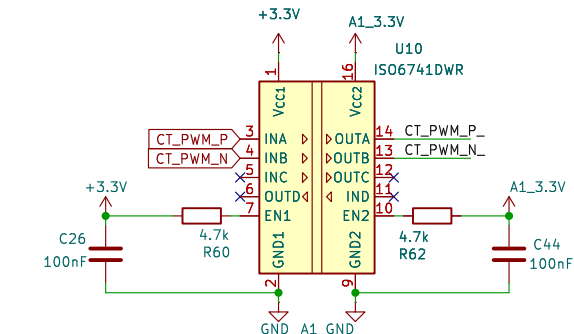 +3.3V
A1_3.3V
U10
ISO6741DWR
1
16
Vcc1
Vcc2
CT_PWM_P
3
INA
OUTA
14
CT_PWM_P_
CT_PWM_N
4
INB
OUTB
13
CT_PWM_N_
5
INC
OUTC
12
6
OUTD
IND
11
+3.3V
7
EN1
EN2
10
A1_3.3V
4.7k
R60
4.7k
R62
C26
100nF
GND1
GND2
C44
100nF
2
9
GND
A1_GND